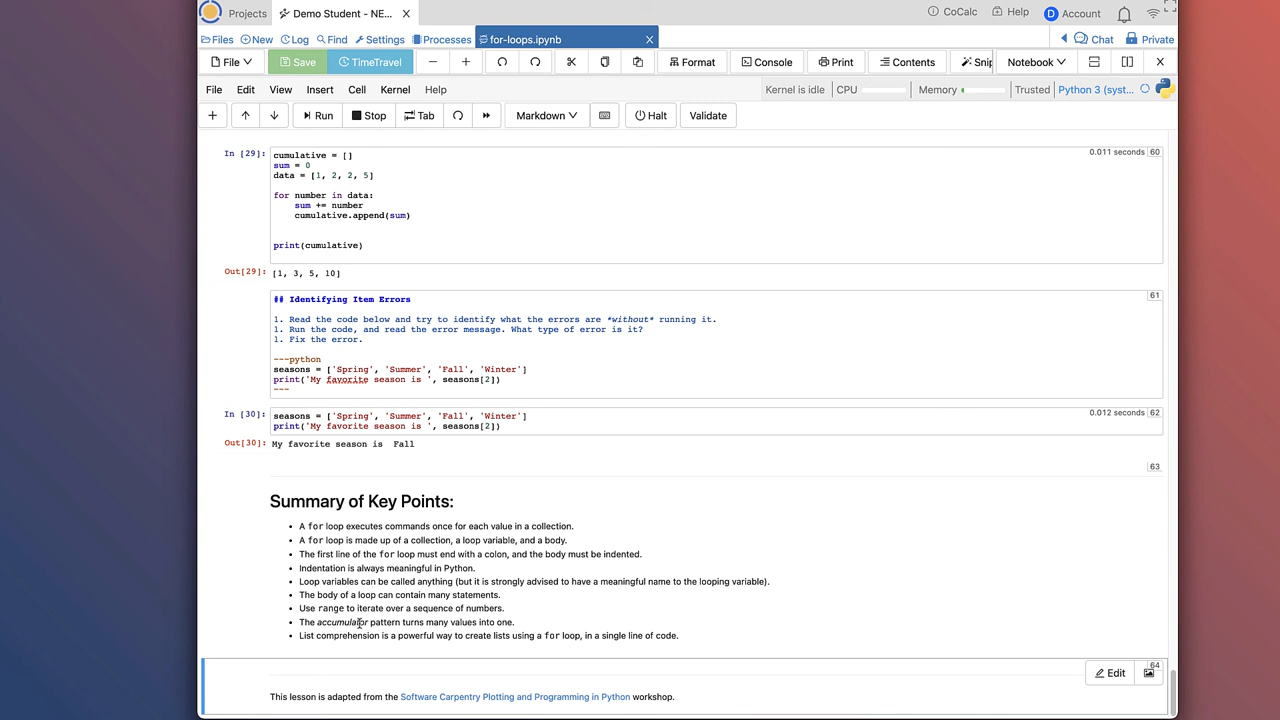 Projects
Demo Student - NE...
CoCalc
Help
Account
Files
New
Log
Find
Settings
Processes
for-loops.ipynb
Chat
Private
File
Save
TimeTravel
Format
Console
Print
Contents
Snip
Notebook
File
Edit
View
Insert
Cell
Kernel
Help
Kernel is idle
CPU
Memory
Trusted
Python 3 (syst...
Run
Stop
Tab
Markdown
Halt
Validate
In [29]:
cumulative = []
sum = 0
data = [1, 2, 2, 5]
for number in data:
sum += number
cumulative.append(sum)
print(cumulative)
0.011 seconds 60
Out[29]: [1, 3, 5, 10]
## Identifying Item Errors
61
1. Read the code below and try to identify what the errors are *without* running it.
1. Run the code, and read the error message. What type of error is it?
1. Fix the error.
~~~python
seasons = ['Spring', 'Summer', 'Fall', 'Winter']
print('My favorite season is ', seasons[2])
~~~
In [30]:
seasons = ['Spring', 'Summer', 'Fall', 'Winter']
print('My favorite season is ', seasons[2])
0.012 seconds 62
Out[30]: My favorite season is  Fall
63
Summary of Key Points:
• A for loop executes commands once for each value in a collection.
• A for loop is made up of a collection, a loop variable, and a body.
• The first line of the for loop must end with a colon, and the body must be indented.
• Indentation is always meaningful in Python.
• Loop variables can be called anything (but it is strongly advised to have a meaningful name to the looping variable).
• The body of a loop can contain many statements.
• Use range to iterate over a sequence of numbers.
• The accumulator pattern turns many values into one.
• List comprehension is a powerful way to create lists using a for loop, in a single line of code.
64
Edit
This lesson is adapted from the Software Carpentry Plotting and Programming in Python workshop.